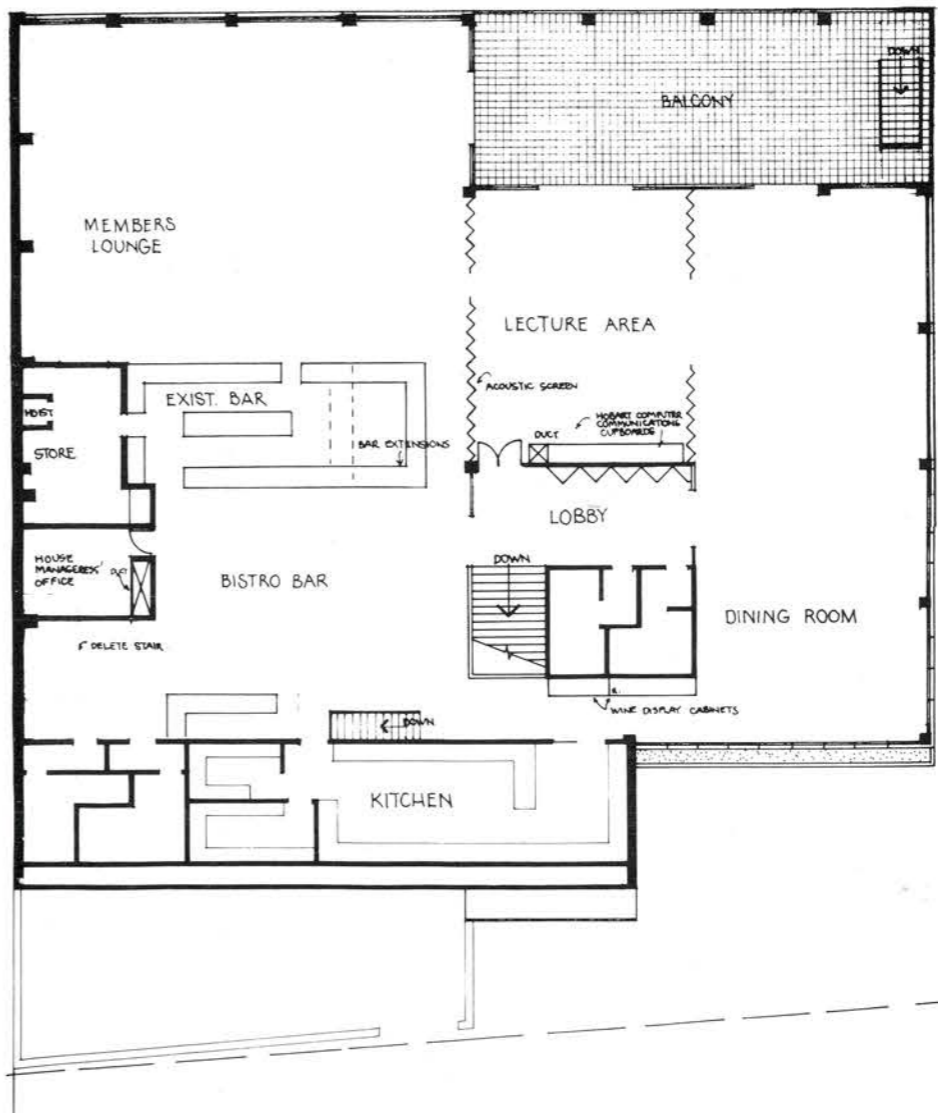 DOWN
BALCONY
MEMBERS
LOUNGE
LECTURE AREA
ACOUSTIC SCREEN
EXIST. BAR
HOIST
HOBART COMPUTER
COMMUNICATIONS
CUPBOARDS
DUCT
BAR EXTENSIONS
STORE
LOBBY
HOUSE
MANAGERESS'
OFFICE
DUCT
BISTRO BAR
DOWN
DINING ROOM
DELETE STAIR
WINE DISPLAY CABINETS
DOWN
KITCHEN